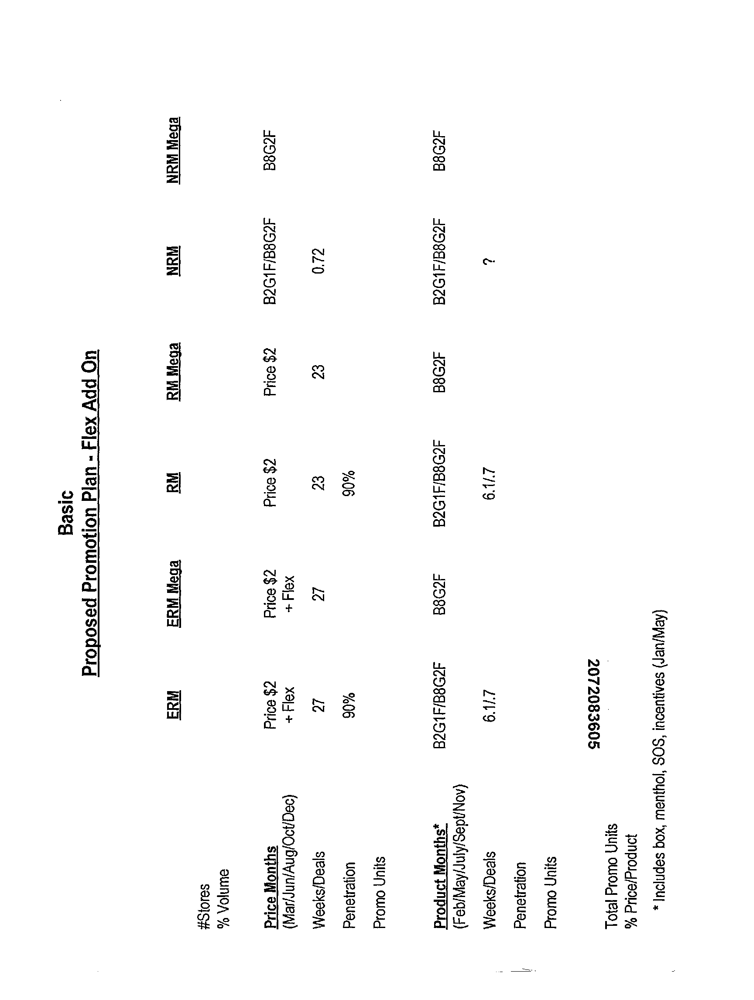 Basic
Proposed Promotion Plan - Flex Add On
ERM ERM Mega RM RM Mega NRM NRM Mega
#Stores
% Volume
Price Months Price $2 Price $2 Price $2 Price $2 B2G1F/B8G2F B8G2F
(Mar/Jun/Aug/Oct/Dec) + Flex + Flex
Weeks/Deals 27 27 23 23 0.72
Penetration 90% 90%
Promo Units
Product Months* B2G1F/B8G2F B8G2F B2G1F/B8G2F B8G2F B2G1F/B8G2F B8G2F
(Feb/May/July/Sept/Nov)
Weeks/Deals 6.1/.7 6.1/.7 ?
Penetration
Promo Units
2072083605
Total Promo Units
% Price/Product
* Includes box, menthol, SOS, incentives (Jan/May)